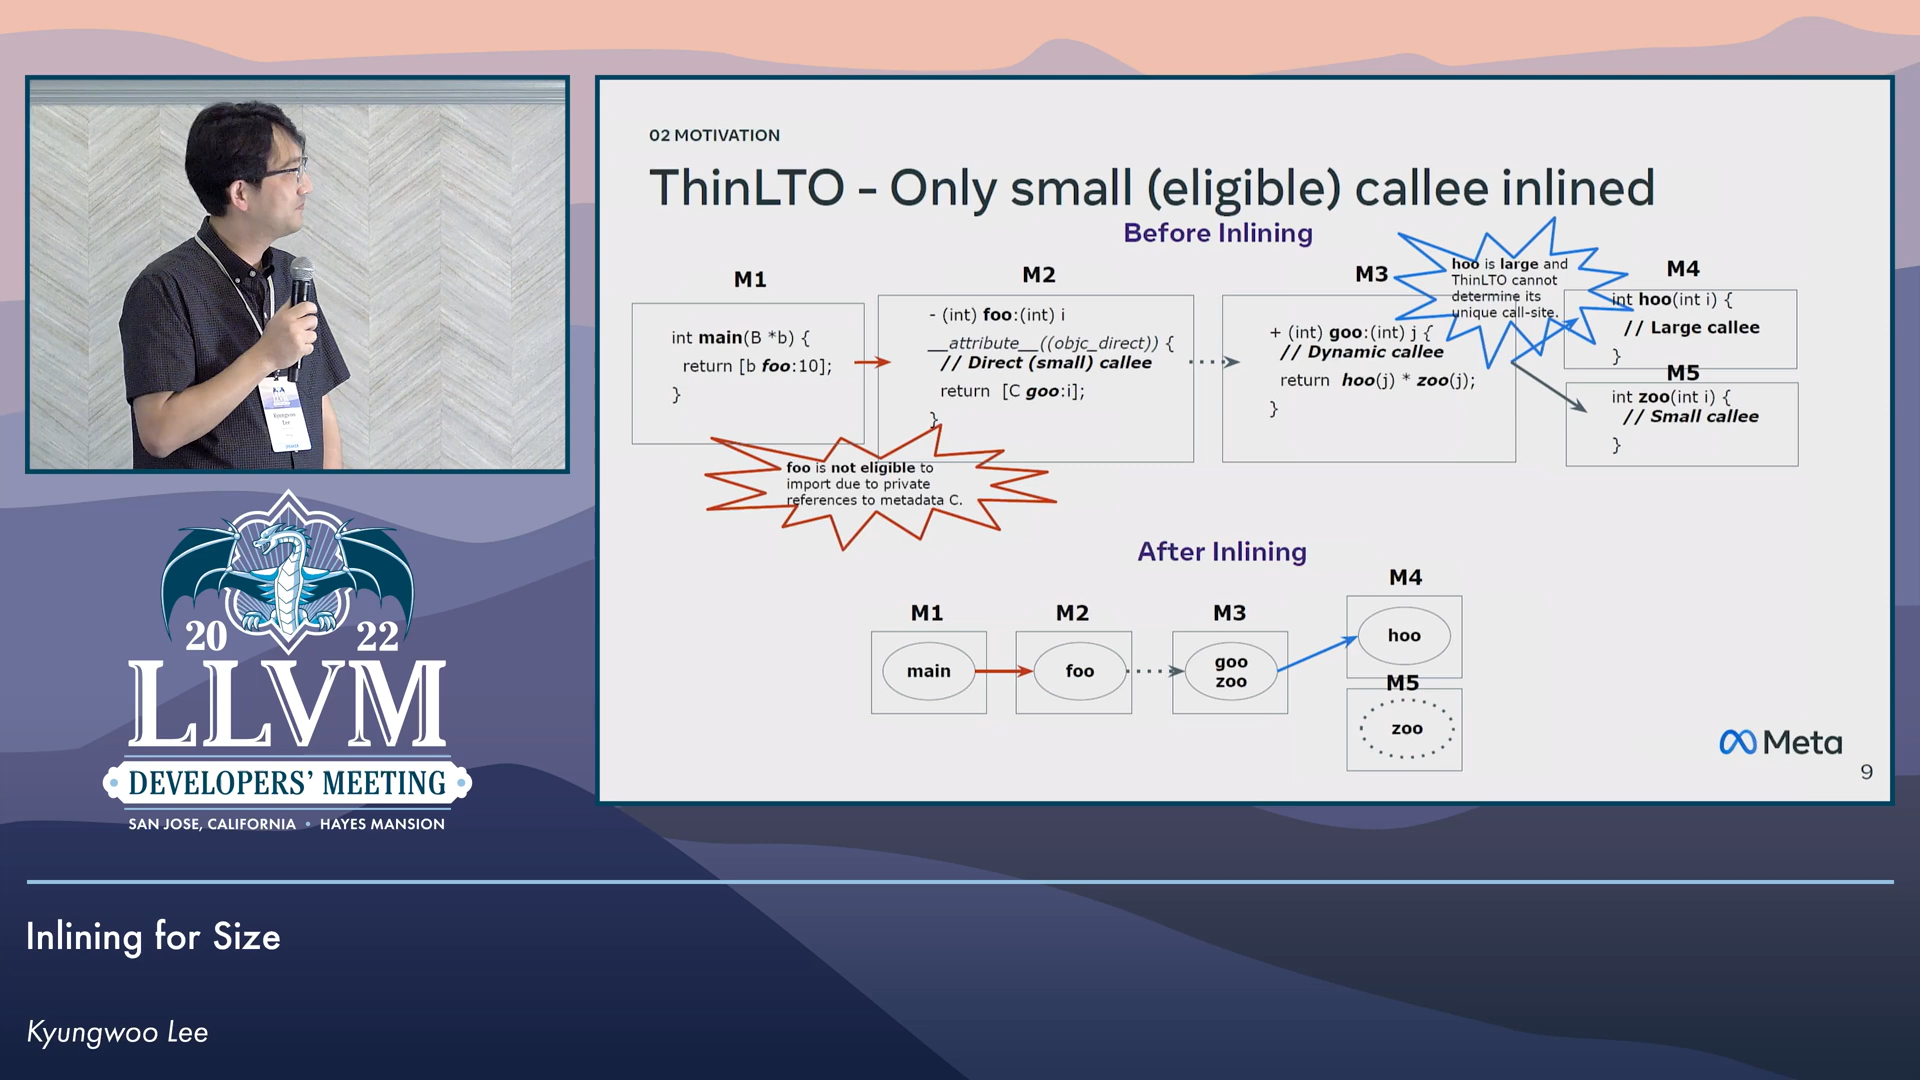 02 MOTIVATION
ThinLTO - Only small (eligible) callee inlined
Before Inlining
M1
int main(B *b) {
return [b foo:10];
}
M2
- (int) foo:(int) i
__attribute__((objc_direct)) {
// Direct (small) callee
return [C goo:i];
}
M3
+ (int) goo:(int) j {
// Dynamic callee
return hoo(j) * zoo(j);
}
hoo is large and
ThinLTO cannot
determine its
unique call-site.
M4
int hoo(int i) {
// Large callee
}
M5
int zoo(int i) {
// Small callee
}
foo is not eligible to
import due to private
references to metadata C.
After Inlining
M1
main
M2
foo
M3
goo
zoo
M4
hoo
M5
zoo
Meta
9
Kyungwoo
Lee
20 22
LLVM
DEVELOPERS' MEETING
SAN JOSE, CALIFORNIA • HAYES MANSION
Inlining for Size
Kyungwoo Lee